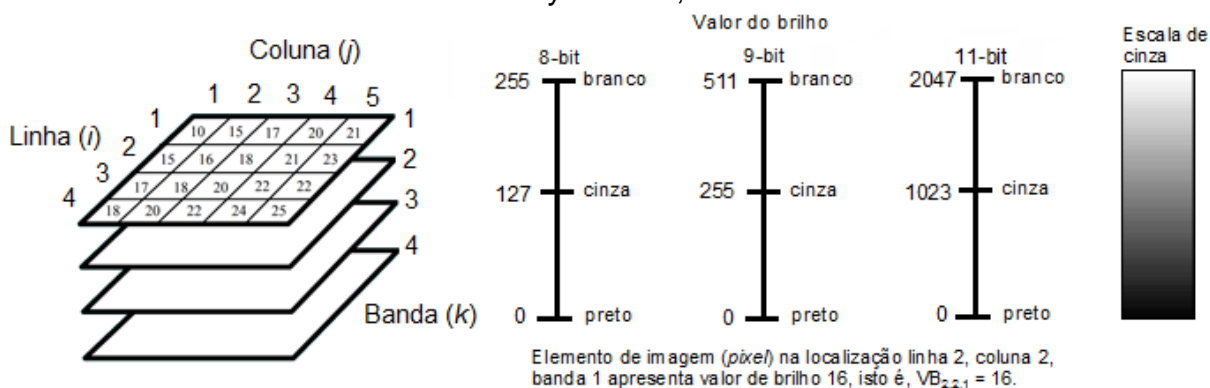 Valor do brilho
Coluna (j)
8-bit 9-bit 11-bit
Escala de
cinza
255 branco 511 branco 2047 branco
1 2 3 4 5
Linha (i)
1 10 15 17 20 21 1
2 15 16 18 21 23 2
3 17 18 20 22 22 3
4 18 20 22 24 25 4
127 cinza 255 cinza 1023 cinza
Banda (k)
0 preto 0 preto 0 preto
Elemento de imagem (pixel) na localização linha 2, coluna 2,
banda 1 apresenta valor de brilho 16, isto é, VB2,2,1 = 16.